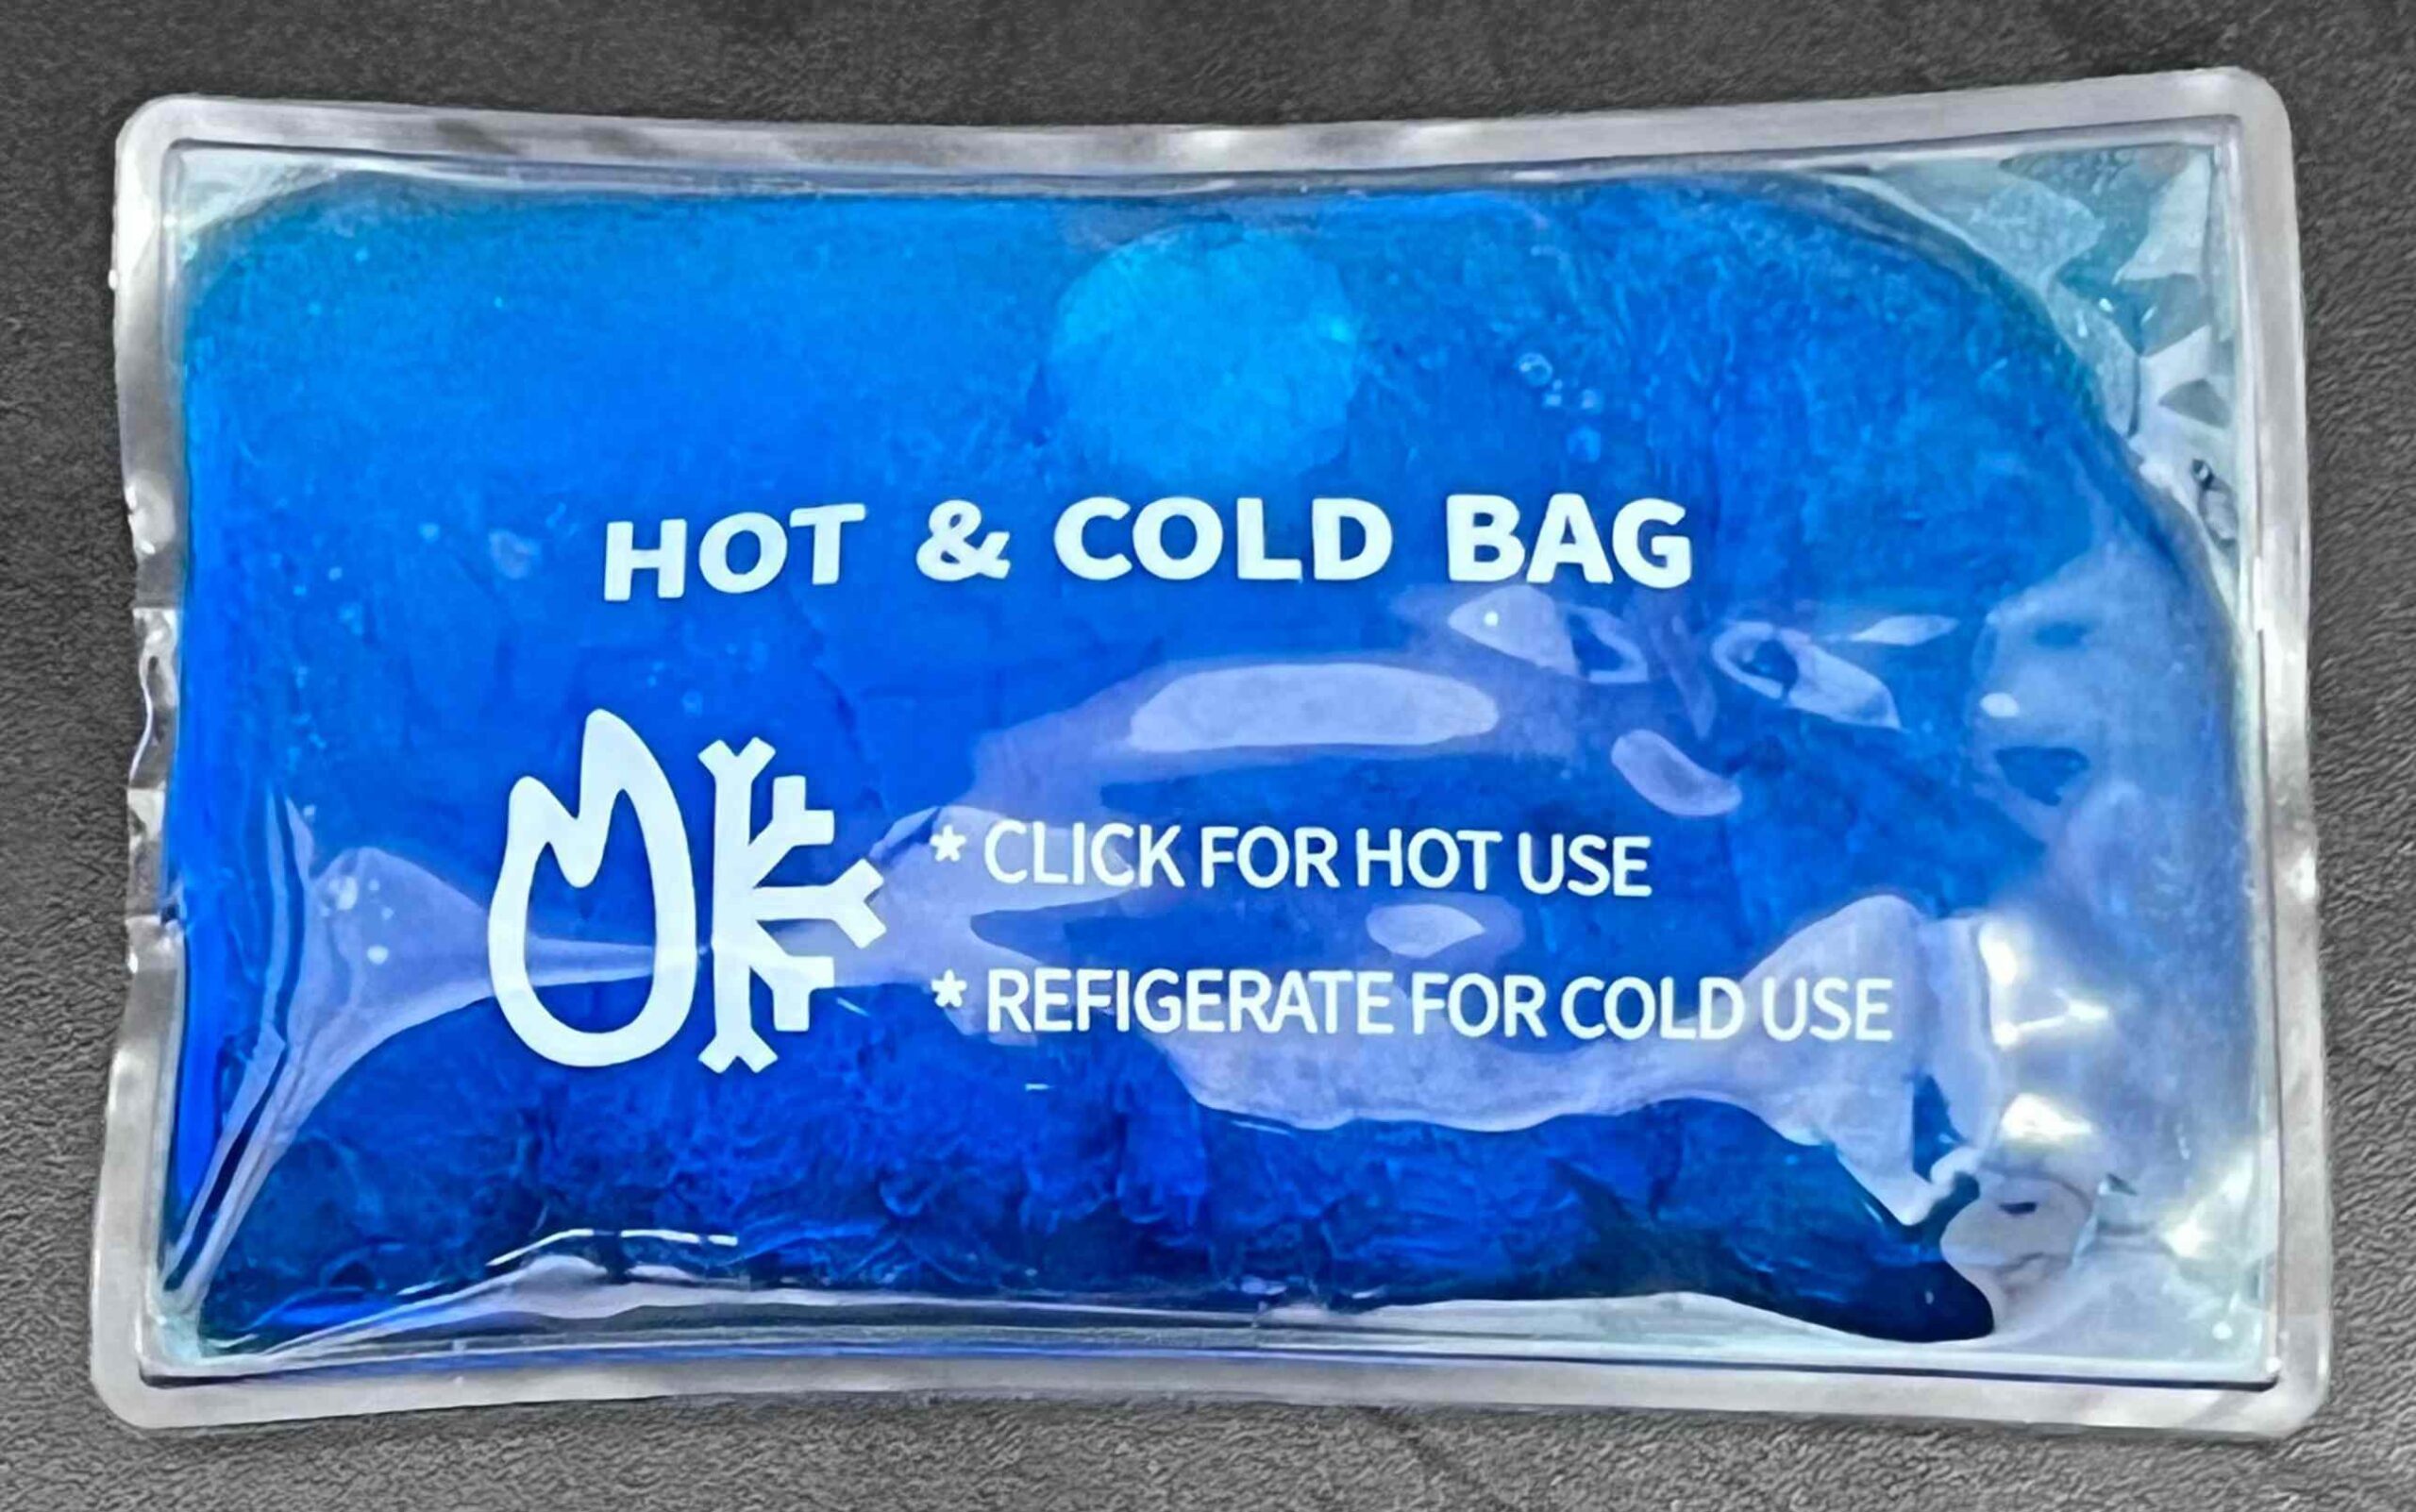 HOT & COLD BAG
* CLICK FOR HOT USE
* REFIGERATE FOR COLD USE